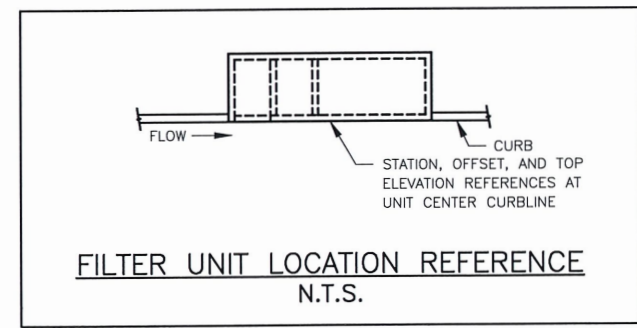 FLOW
CURB
STATION, OFFSET, AND TOP
ELEVATION REFERENCES AT
UNIT CENTER CURBLINE
FILTER UNIT LOCATION REFERENCE
N.T.S.